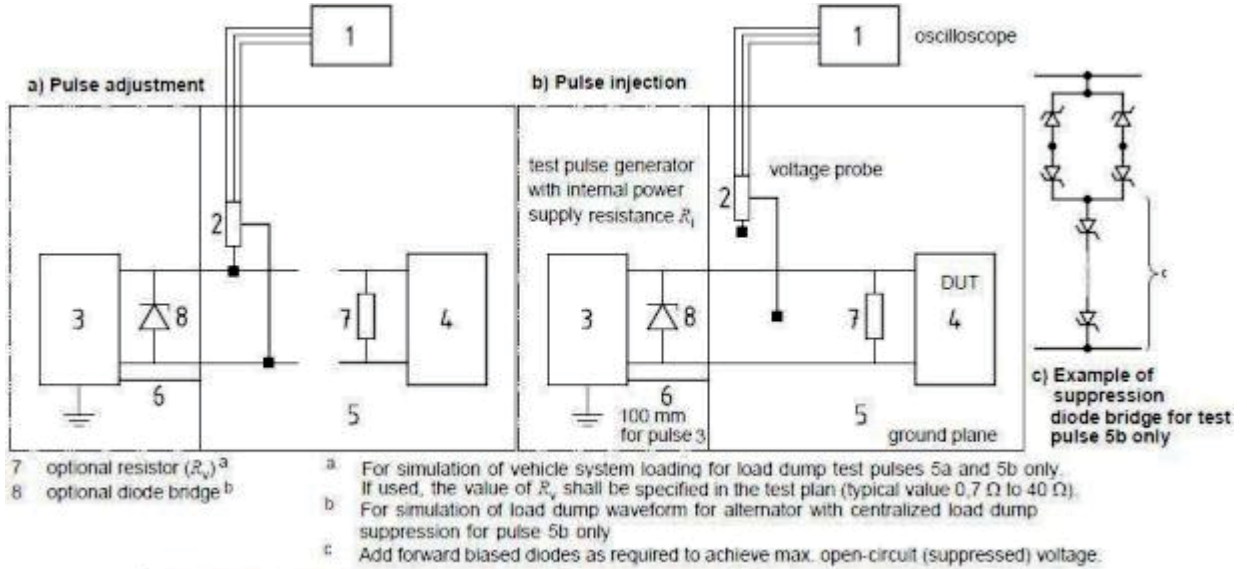 1
a) Pulse adjustment
2
3
8
7
4
6
5
1
oscilloscope
b) Pulse injection
test pulse generator
with internal power
supply resistance Ri
voltage probe
2
3
8
7
DUT
4
6
100 mm
for pulse 3
5
ground plane
c
c) Example of
suppression
diode bridge for test
pulse 5b only
7 optional resistor (Rv) a
8 optional diode bridge b
a For simulation of vehicle system loading for load dump test pulses 5a and 5b only.
If used, the value of Rv shall be specified in the test plan (typical value 0,7 Ω to 40 Ω).
b For simulation of load dump waveform for alternator with centralized load dump
suppression for pulse 5b only
c Add forward biased diodes as required to achieve max. open-circuit (suppressed) voltage.